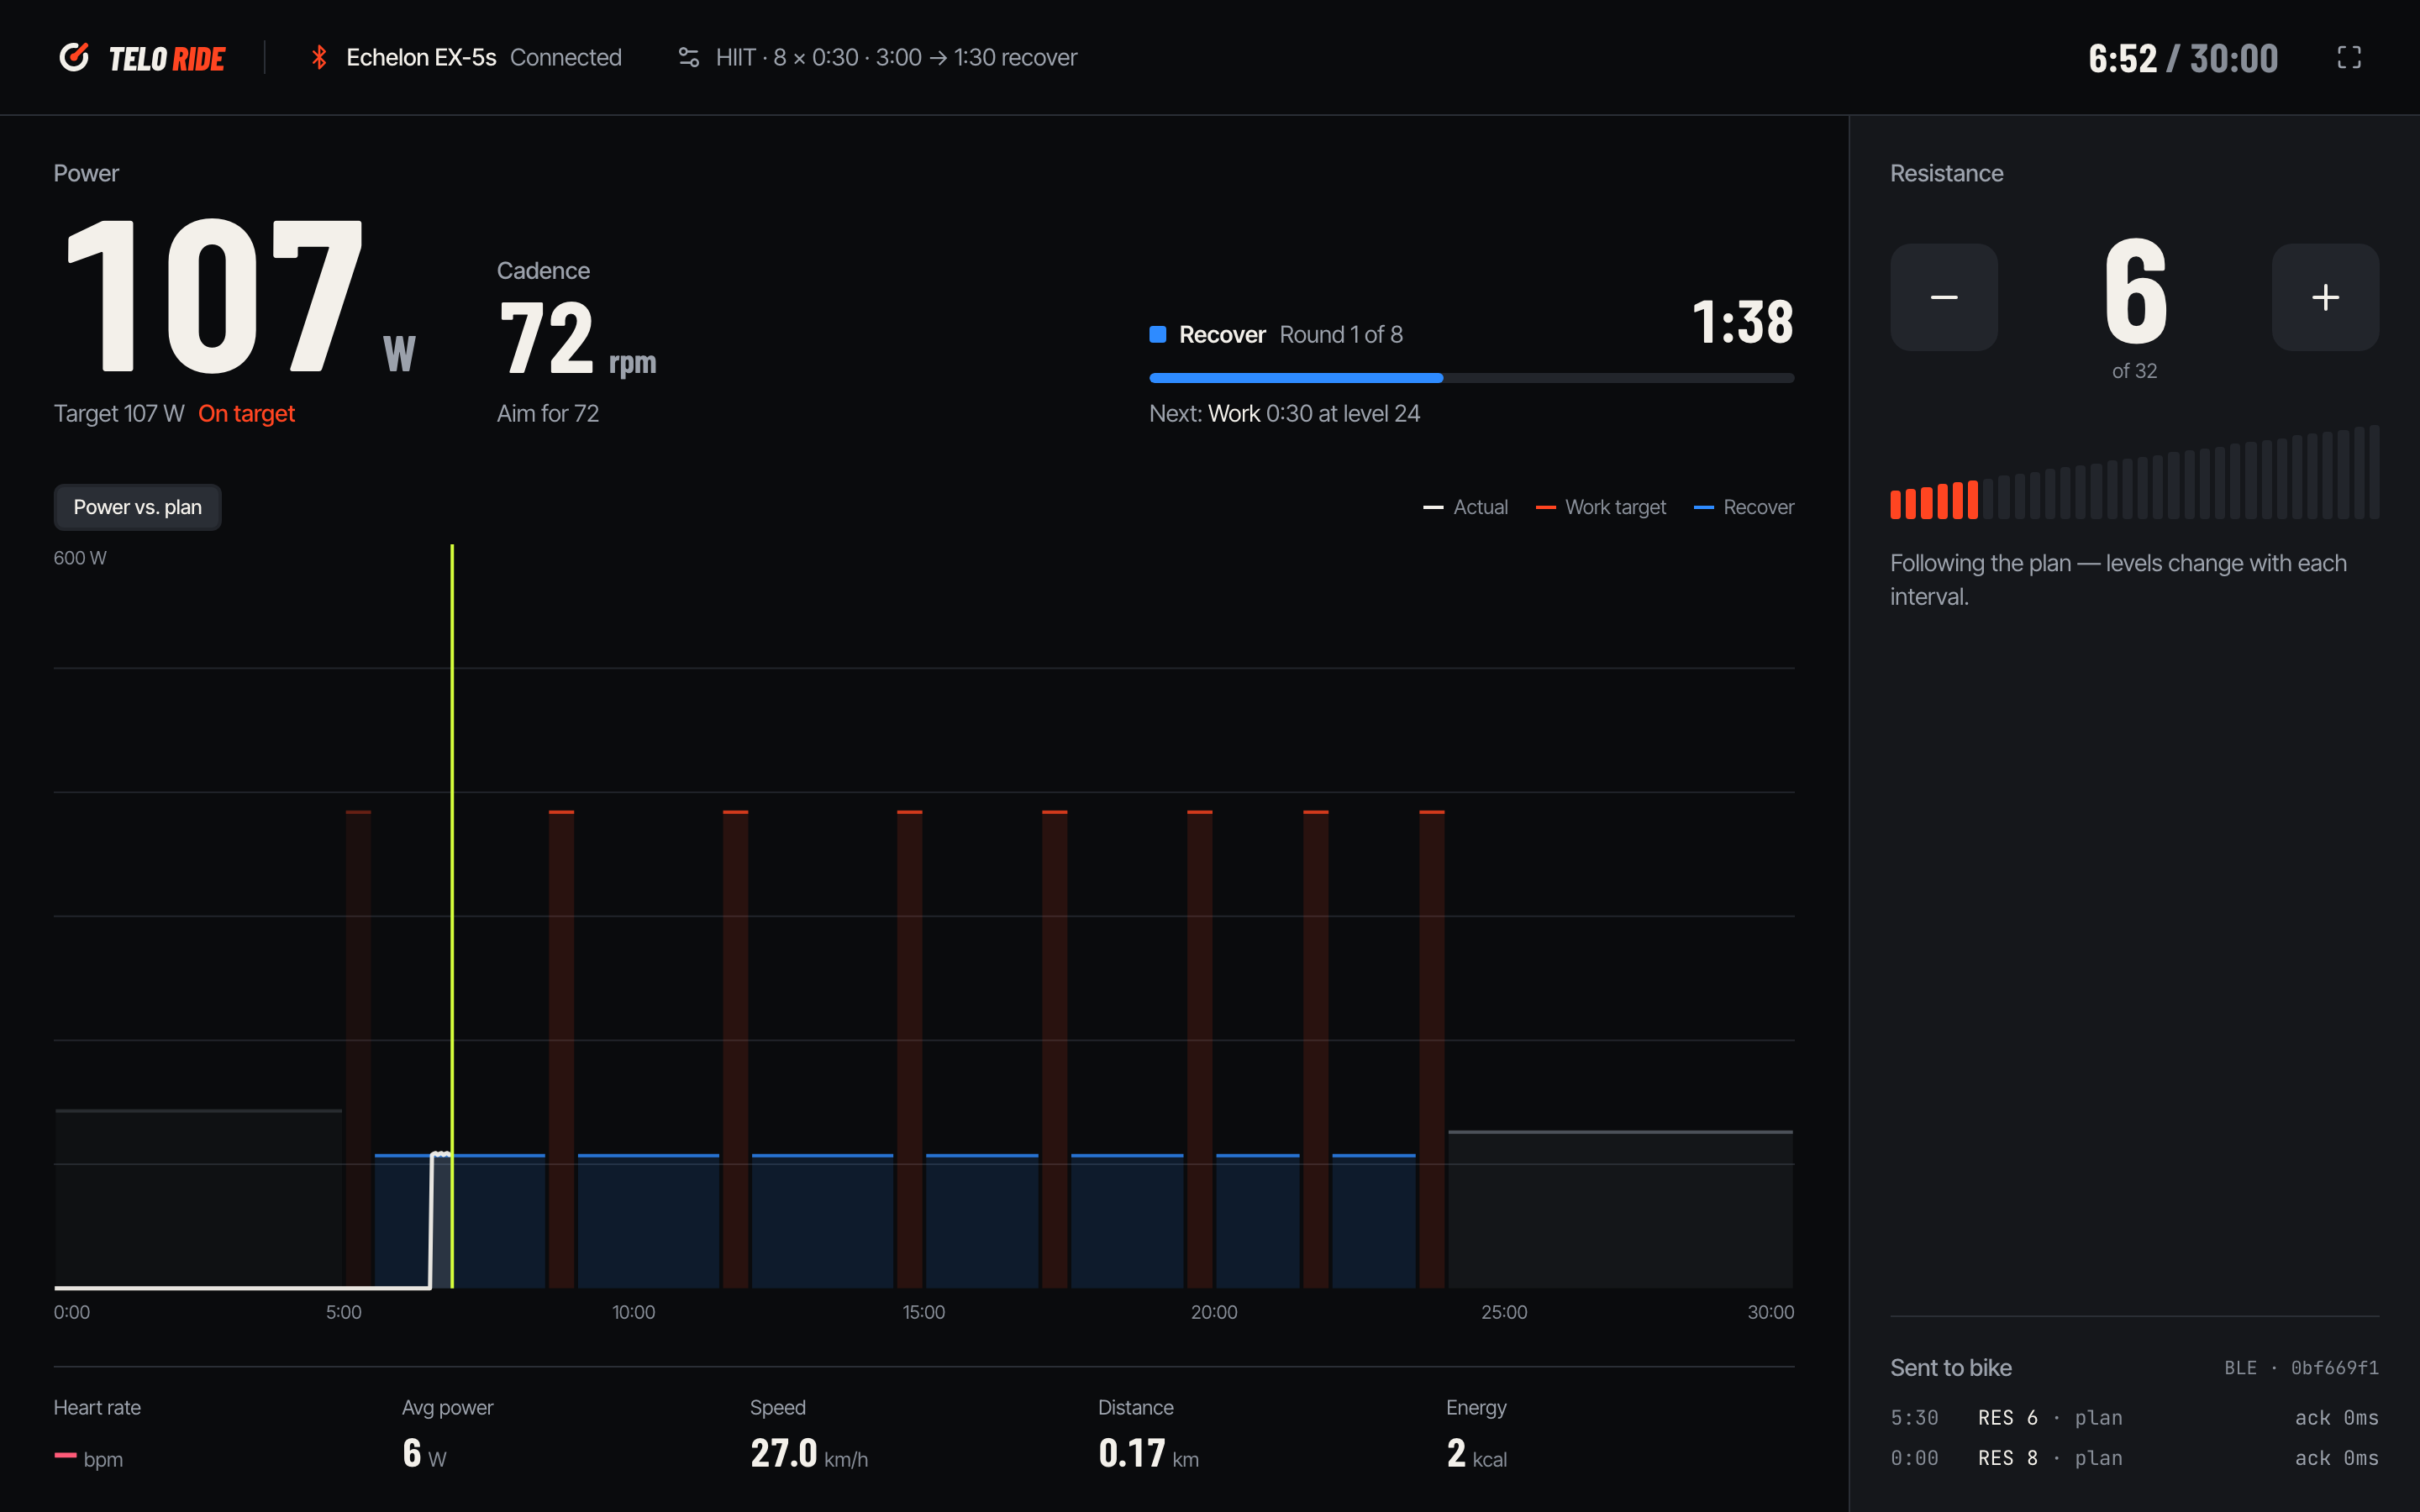 TELO RIDE
Echelon EX-5s Connected
HIIT · 8 × 0:30 · 3:00 → 1:30 recover
6:52 / 30:00
Power
107 W
Target 107 W On target
Cadence
72 rpm
Aim for 72
Recover Round 1 of 8
1:38
Next: Work 0:30 at level 24
Power vs. plan
Actual
Work target
Recover
600 W
0:00
5:00
10:00
15:00
20:00
25:00
30:00
Heart rate
— bpm
Avg power
6 W
Speed
27.0 km/h
Distance
0.17 km
Energy
2 kcal
Resistance
−
6
+
of 32
Following the plan — levels change with each
interval.
Sent to bike
BLE · 0bf669f1
5:30 RES 6 · plan ack 0ms
0:00 RES 8 · plan ack 0ms